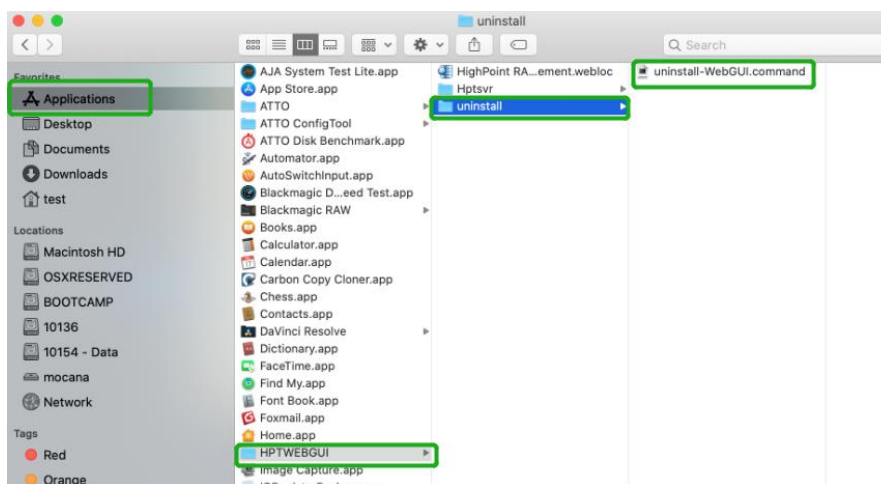 uninstall
Search
Favorites
Applications
Desktop
Documents
Downloads
test
Locations
Macintosh HD
OSXRESERVED
BOOTCAMP
10136
10154 - Data
mocana
Network
Tags
Red
Orange
AJA System Test Lite.app
App Store.app
ATTO
ATTO ConfigTool
ATTO Disk Benchmark.app
Automator.app
AutoSwitchInput.app
Blackmagic D...eed Test.app
Blackmagic RAW
Books.app
Calculator.app
Calendar.app
Carbon Copy Cloner.app
Chess.app
Contacts.app
DaVinci Resolve
Dictionary.app
FaceTime.app
Find My.app
Font Book.app
Foxmail.app
Home.app
HPTWEBGUI
Image Capture.app
HighPoint RA...ement.webloc
Hptsvr
uninstall
uninstall-WebGUI.command